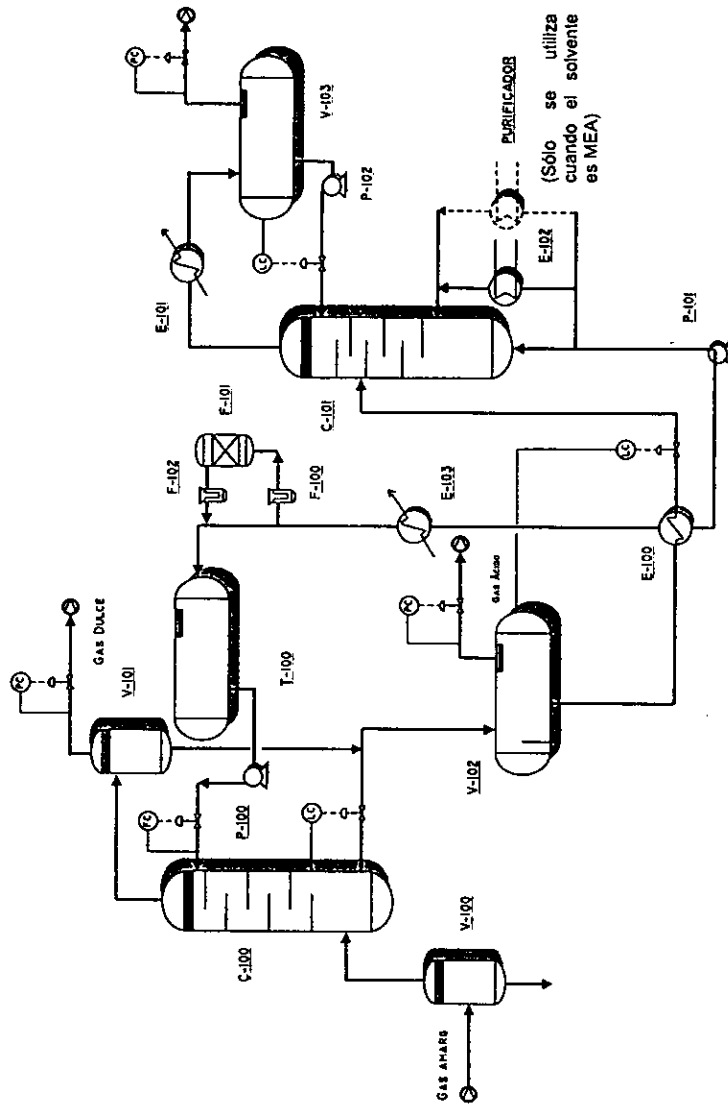 GAS AMARG
V-100
C-100
FC
LC
P-100
T-100
PC
V-101
GAS DULCE
V-102
PC
GAS ÁCIDO
LC
E-100
E-103
F-100
F-102
F-101
C-101
E-101
LC
PC
V-103
P-102
E-102
P-101
PURIFICADOR
(Sólo se utiliza
cuando el solvente
es MEA)